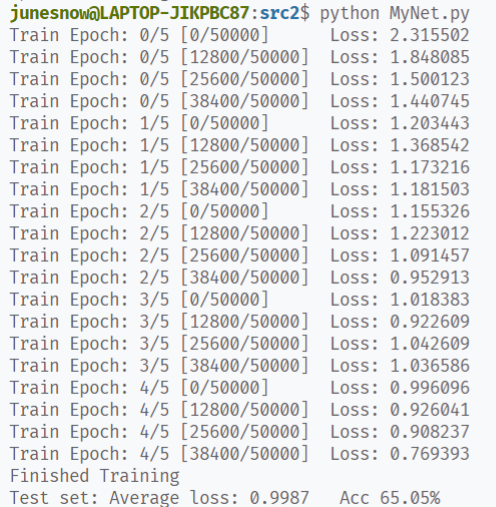 junesnow@LAPTOP-JIKPBC87:src2$ python MyNet.py
Train Epoch: 0/5 [0/50000] Loss: 2.315502
Train Epoch: 0/5 [12800/50000] Loss: 1.848085
Train Epoch: 0/5 [25600/50000] Loss: 1.500123
Train Epoch: 0/5 [38400/50000] Loss: 1.440745
Train Epoch: 1/5 [0/50000] Loss: 1.203443
Train Epoch: 1/5 [12800/50000] Loss: 1.368542
Train Epoch: 1/5 [25600/50000] Loss: 1.173216
Train Epoch: 1/5 [38400/50000] Loss: 1.181503
Train Epoch: 2/5 [0/50000] Loss: 1.155326
Train Epoch: 2/5 [12800/50000] Loss: 1.223012
Train Epoch: 2/5 [25600/50000] Loss: 1.091457
Train Epoch: 2/5 [38400/50000] Loss: 0.952913
Train Epoch: 3/5 [0/50000] Loss: 1.018383
Train Epoch: 3/5 [12800/50000] Loss: 0.922609
Train Epoch: 3/5 [25600/50000] Loss: 1.042609
Train Epoch: 3/5 [38400/50000] Loss: 1.036586
Train Epoch: 4/5 [0/50000] Loss: 0.996096
Train Epoch: 4/5 [12800/50000] Loss: 0.926041
Train Epoch: 4/5 [25600/50000] Loss: 0.908237
Train Epoch: 4/5 [38400/50000] Loss: 0.769393
Finished Training
Test set: Average loss: 0.9987 Acc 65.05%